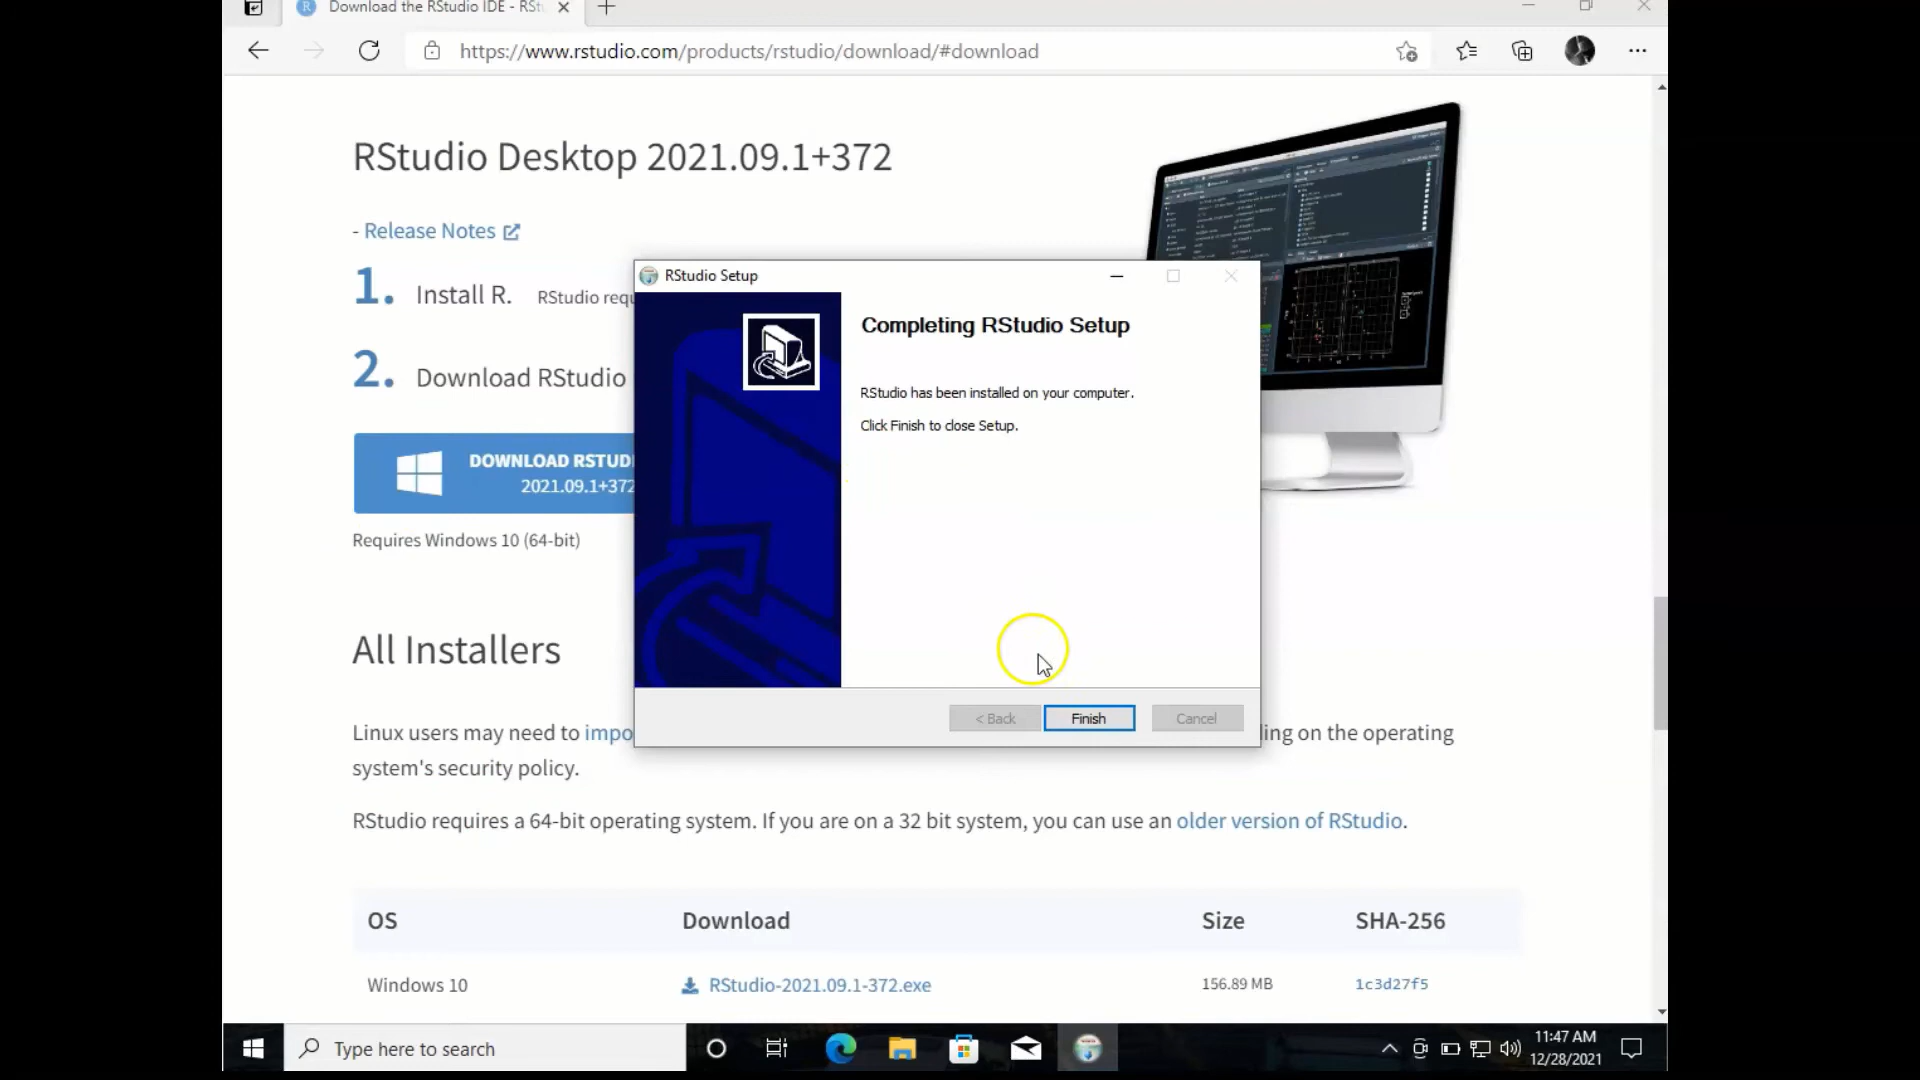 Download the RStudio IDE - RSt
https://www.rstudio.com/products/rstudio/download/#download
RStudio Desktop 2021.09.1+372
- Release Notes
1. Install R. RStudio requ
2. Download RStudio
DOWNLOAD RSTUDI
2021.09.1+372
Requires Windows 10 (64-bit)
RStudio Setup
Completing RStudio Setup
RStudio has been installed on your computer.
Click Finish to close Setup.
< Back
Finish
Cancel
All Installers
Linux users may need to impo
ing on the operating
system's security policy.
RStudio requires a 64-bit operating system. If you are on a 32 bit system, you can use an older version of RStudio.
OS Download Size SHA-256
Windows 10 RStudio-2021.09.1-372.exe 156.89 MB 1c3d27f5
Type here to search
11:47 AM
12/28/2021